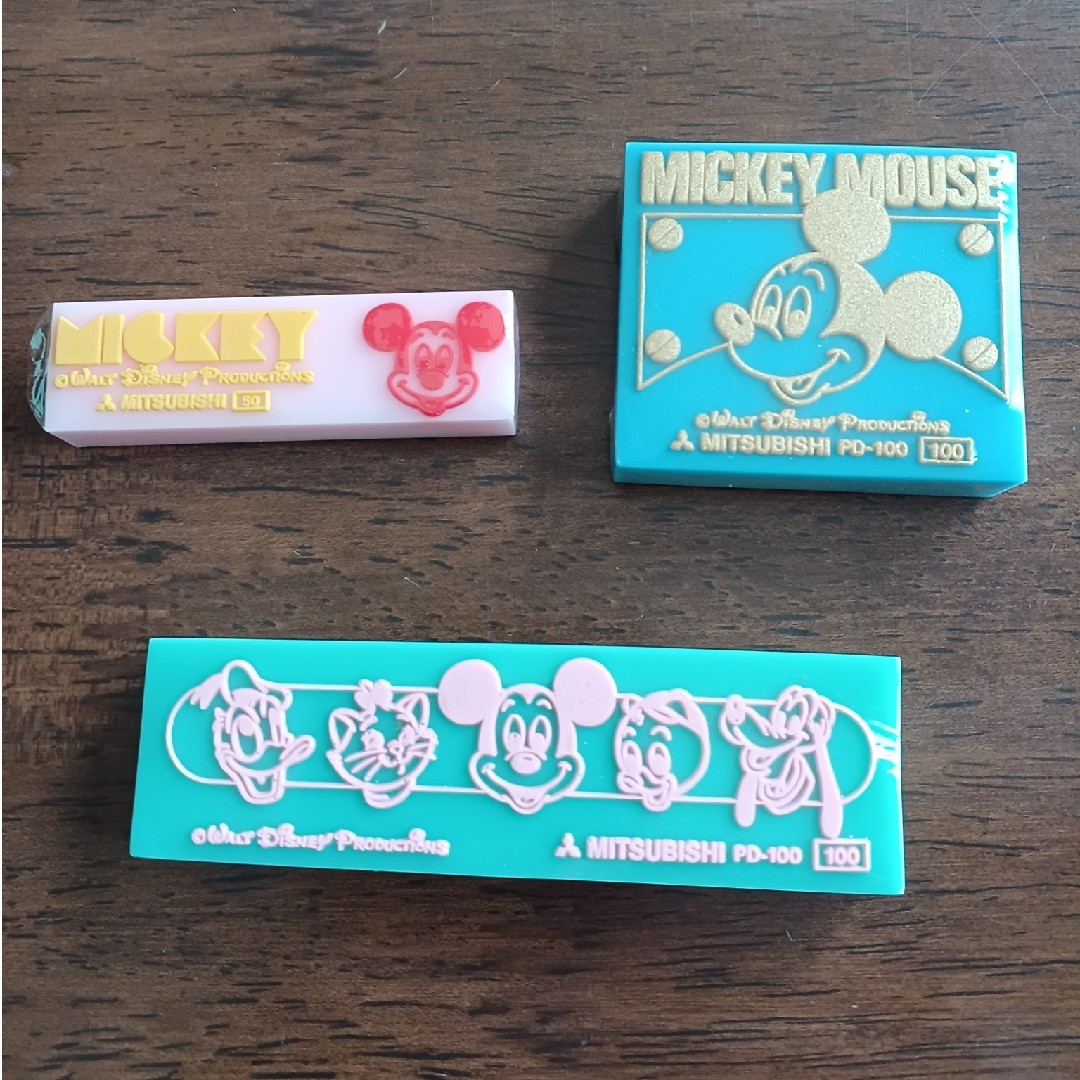 MICKEY
©WALT DISNEY PRODUCTIONS
MITSUBISHI 50
MICKEY MOUSE
©WALT DISNEY PRODUCTIONS
MITSUBISHI PD-100 100
©WALT DISNEY PRODUCTIONS
MITSUBISHI PD-100 100